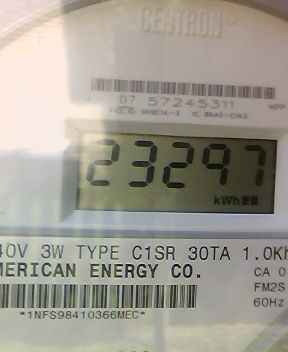 CENTRON®
07 57245311
23297
kWh
40V 3W TYPE C1SR 30TA 1.0Kh
MERICAN ENERGY CO.
CA 0
FM2S
*1NFS98410366MEC*
60Hz